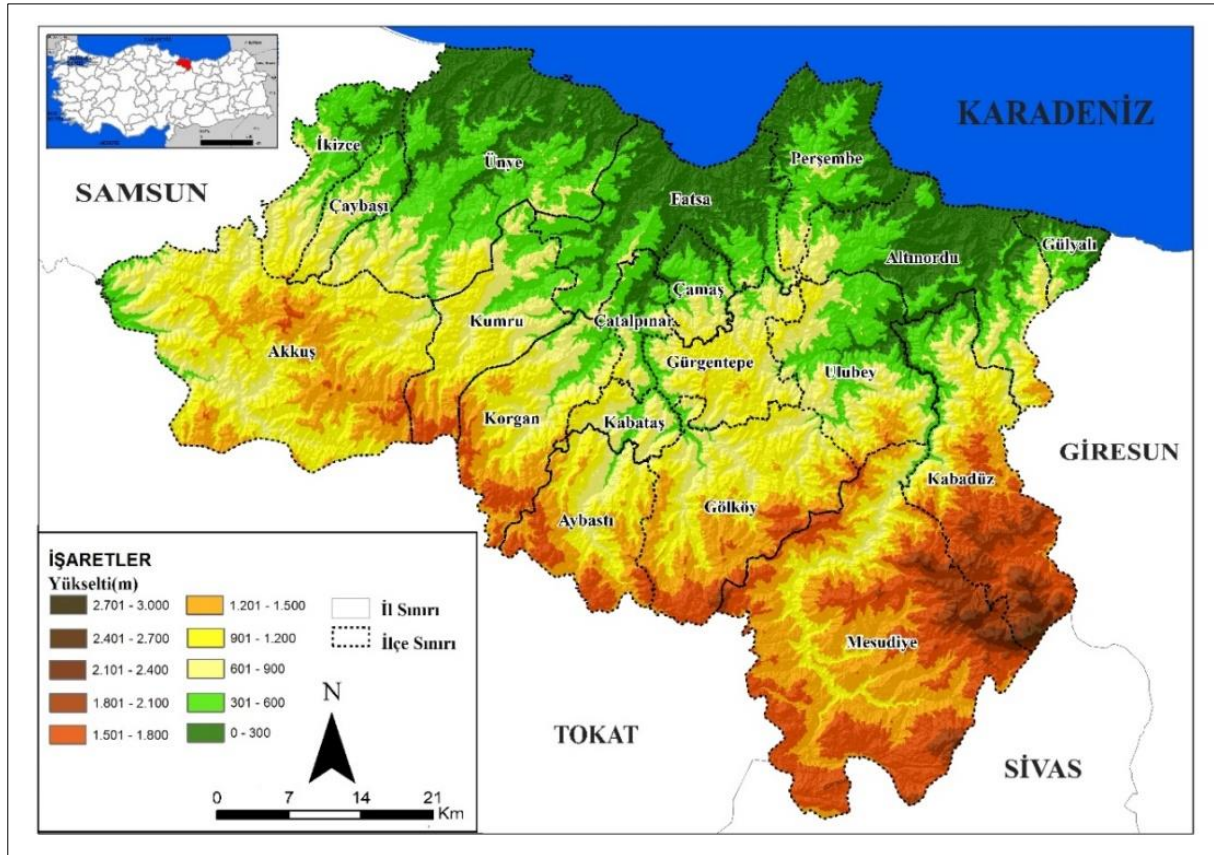 KARADENİZ
SAMSUN
İkizce
Ünye
Perşembe
Çaybaşı
Fatsa
Altınordu
Gülyalı
Çamaş
Kumru
Çatalpınar
Akkuş
Gürgentepe
Ulubey
Korgan
Kabataş
GİRESUN
Kabadüz
Gölköy
Aybastı
Mesudiye
TOKAT
SİVAS
İŞARETLER
Yükselti(m)
2.701 - 3.000
2.401 - 2.700
2.101 - 2.400
1.801 - 2.100
1.501 - 1.800
1.201 - 1.500
901 - 1.200
601 - 900
301 - 600
0 - 300
İl Sınırı
İlçe Sınırı
N
0 7 14 21
Km